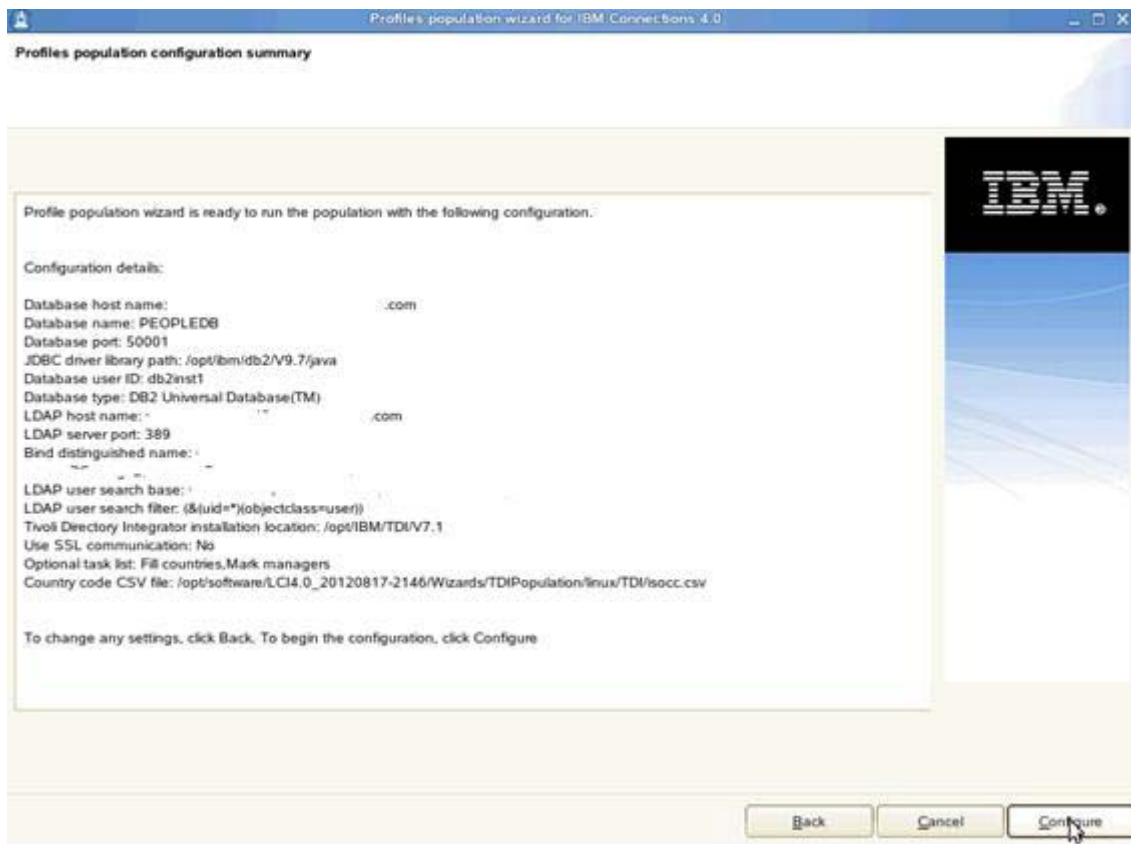 Profiles population wizard for IBM Connections 4.0
Profiles population configuration summary
IBM
Profile population wizard is ready to run the population with the following configuration.
Configuration details:
Database host name: .com
Database name: PEOPLEDB
Database port: 50001
JDBC driver library path: /opt/ibm/db2/V9.7/java
Database user ID: db2inst1
Database type: DB2 Universal Database(TM)
LDAP host name: .com
LDAP server port: 389
Bind distinguished name:
LDAP user search base:
LDAP user search filter: (&(uid=*)(objectclass=user))
Tivoli Directory Integrator installation location: /opt/IBM/TDI/V7.1
Use SSL communication: No
Optional task list: Fill countries,Mark managers
Country code CSV file: /opt/software/LCI4.0_20120817-2146/Wizards/TDIPopulation/linux/TDI/isocc.csv
To change any settings, click Back. To begin the configuration, click Configure
Back Cancel Configure